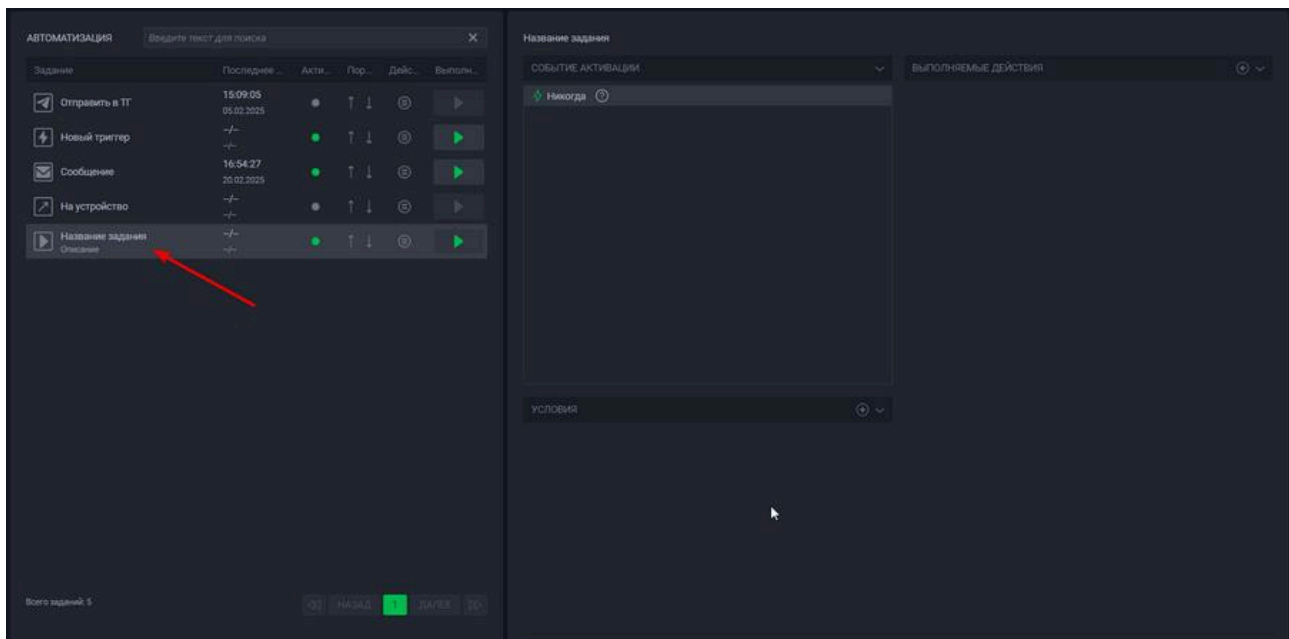 АВТОМАТИЗАЦИЯ
Введите текст для поиска
Задание Последнее ... Акти... Пор... Дейс... Выполн...
Отправить в ТГ
15:09:05
05.02.2025
Новый триггер
--/--
--/--
Сообщение
16:54:27
20.02.2025
На устройство
--/--
--/--
Название задания
Описание
--/--
--/--
Всего заданий: 5
НАЗАД 1 ДАЛЕЕ
Название задания
СОБЫТИЕ АКТИВАЦИИ
Никогда
УСЛОВИЯ
ВЫПОЛНЯЕМЫЕ ДЕЙСТВИЯ